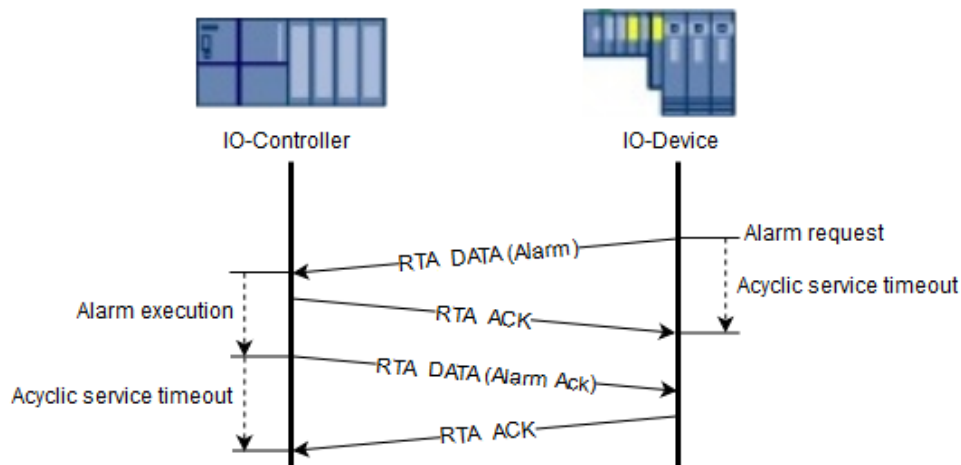 IO-Controller
IO-Device
Alarm request
RTA DATA (Alarm)
Acyclic service timeout
Alarm execution
RTA ACK
RTA DATA (Alarm Ack)
Acyclic service timeout
RTA ACK